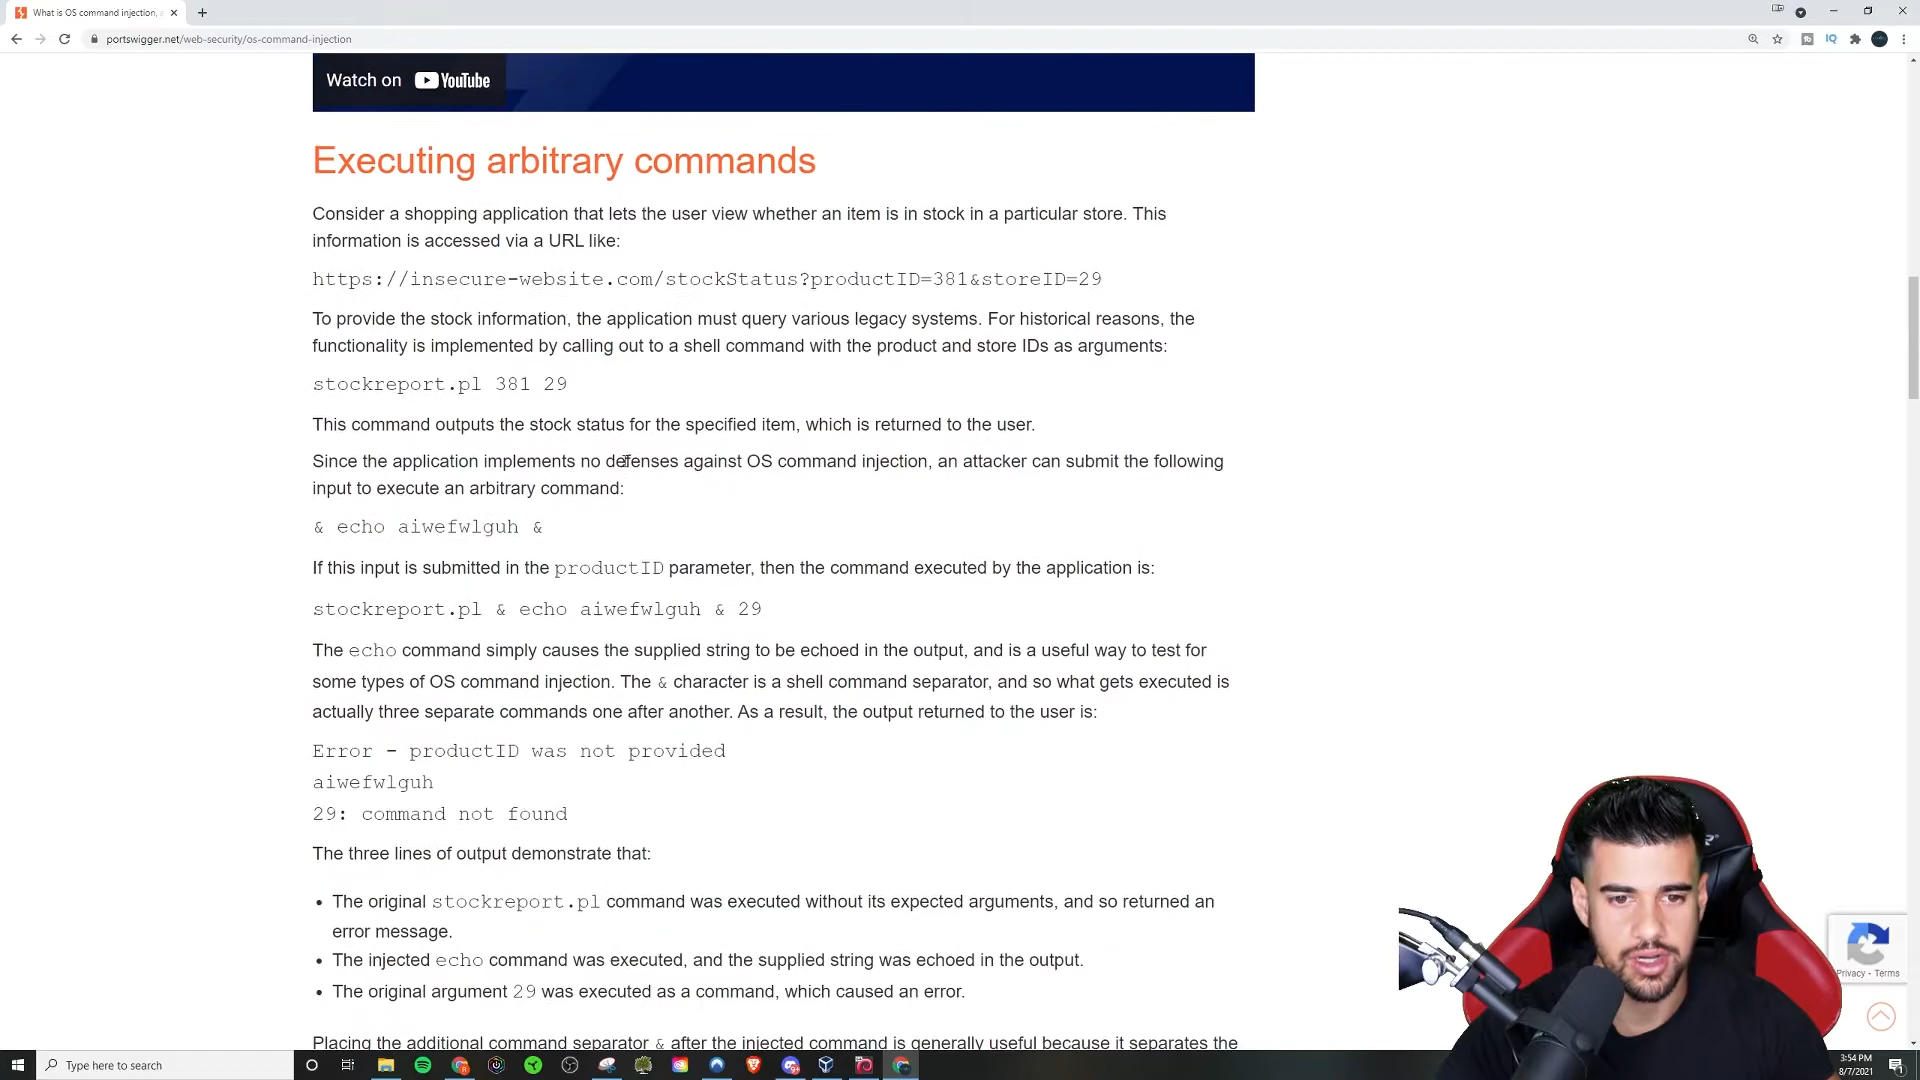 What is OS command injection, a
portswigger.net/web-security/os-command-injection
IQ
Watch on YouTube
Executing arbitrary commands
Consider a shopping application that lets the user view whether an item is in stock in a particular store. This
information is accessed via a URL like:
https://insecure-website.com/stockStatus?productID=381&storeID=29
To provide the stock information, the application must query various legacy systems. For historical reasons, the
functionality is implemented by calling out to a shell command with the product and store IDs as arguments:
stockreport.pl 381 29
This command outputs the stock status for the specified item, which is returned to the user.
Since the application implements no defenses against OS command injection, an attacker can submit the following
input to execute an arbitrary command:
& echo aiwefwlguh &
If this input is submitted in the productID parameter, then the command executed by the application is:
stockreport.pl & echo aiwefwlguh & 29
The echo command simply causes the supplied string to be echoed in the output, and is a useful way to test for
some types of OS command injection. The & character is a shell command separator, and so what gets executed is
actually three separate commands one after another. As a result, the output returned to the user is:
Error - productID was not provided
aiwefwlguh
29: command not found
The three lines of output demonstrate that:
• The original stockreport.pl command was executed without its expected arguments, and so returned an
error message.
• The injected echo command was executed, and the supplied string was echoed in the output.
• The original argument 29 was executed as a command, which caused an error.
Placing the additional command separator & after the injected command is generally useful because it separates the
Privacy - Terms
Type here to search
3:54 PM
8/7/2021